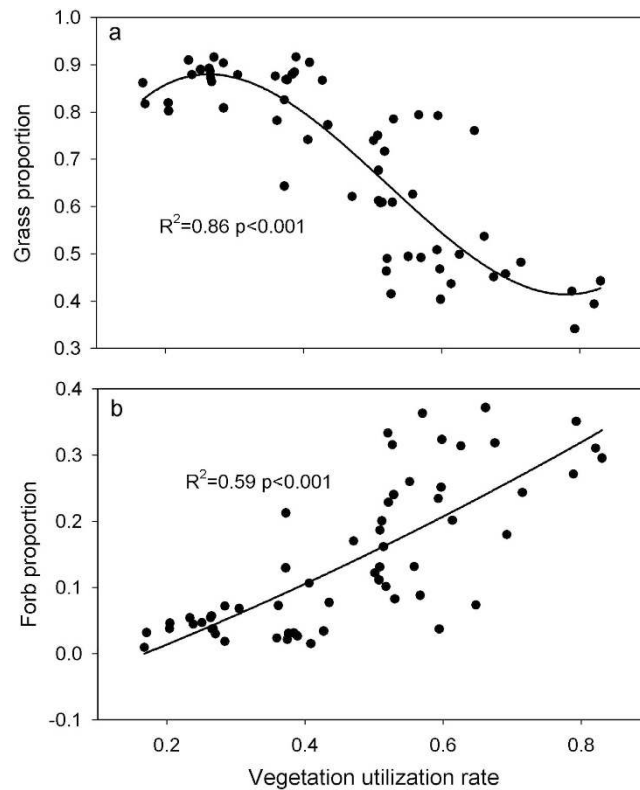 a
1.0
0.9
0.8
0.7
0.6
0.5
0.4
0.3
Grass proportion
R²=0.86 p<0.001
b
0.4
0.3
0.2
0.1
0.0
-0.1
Forb proportion
R²=0.59 p<0.001
0.2 0.4 0.6 0.8
Vegetation utilization rate